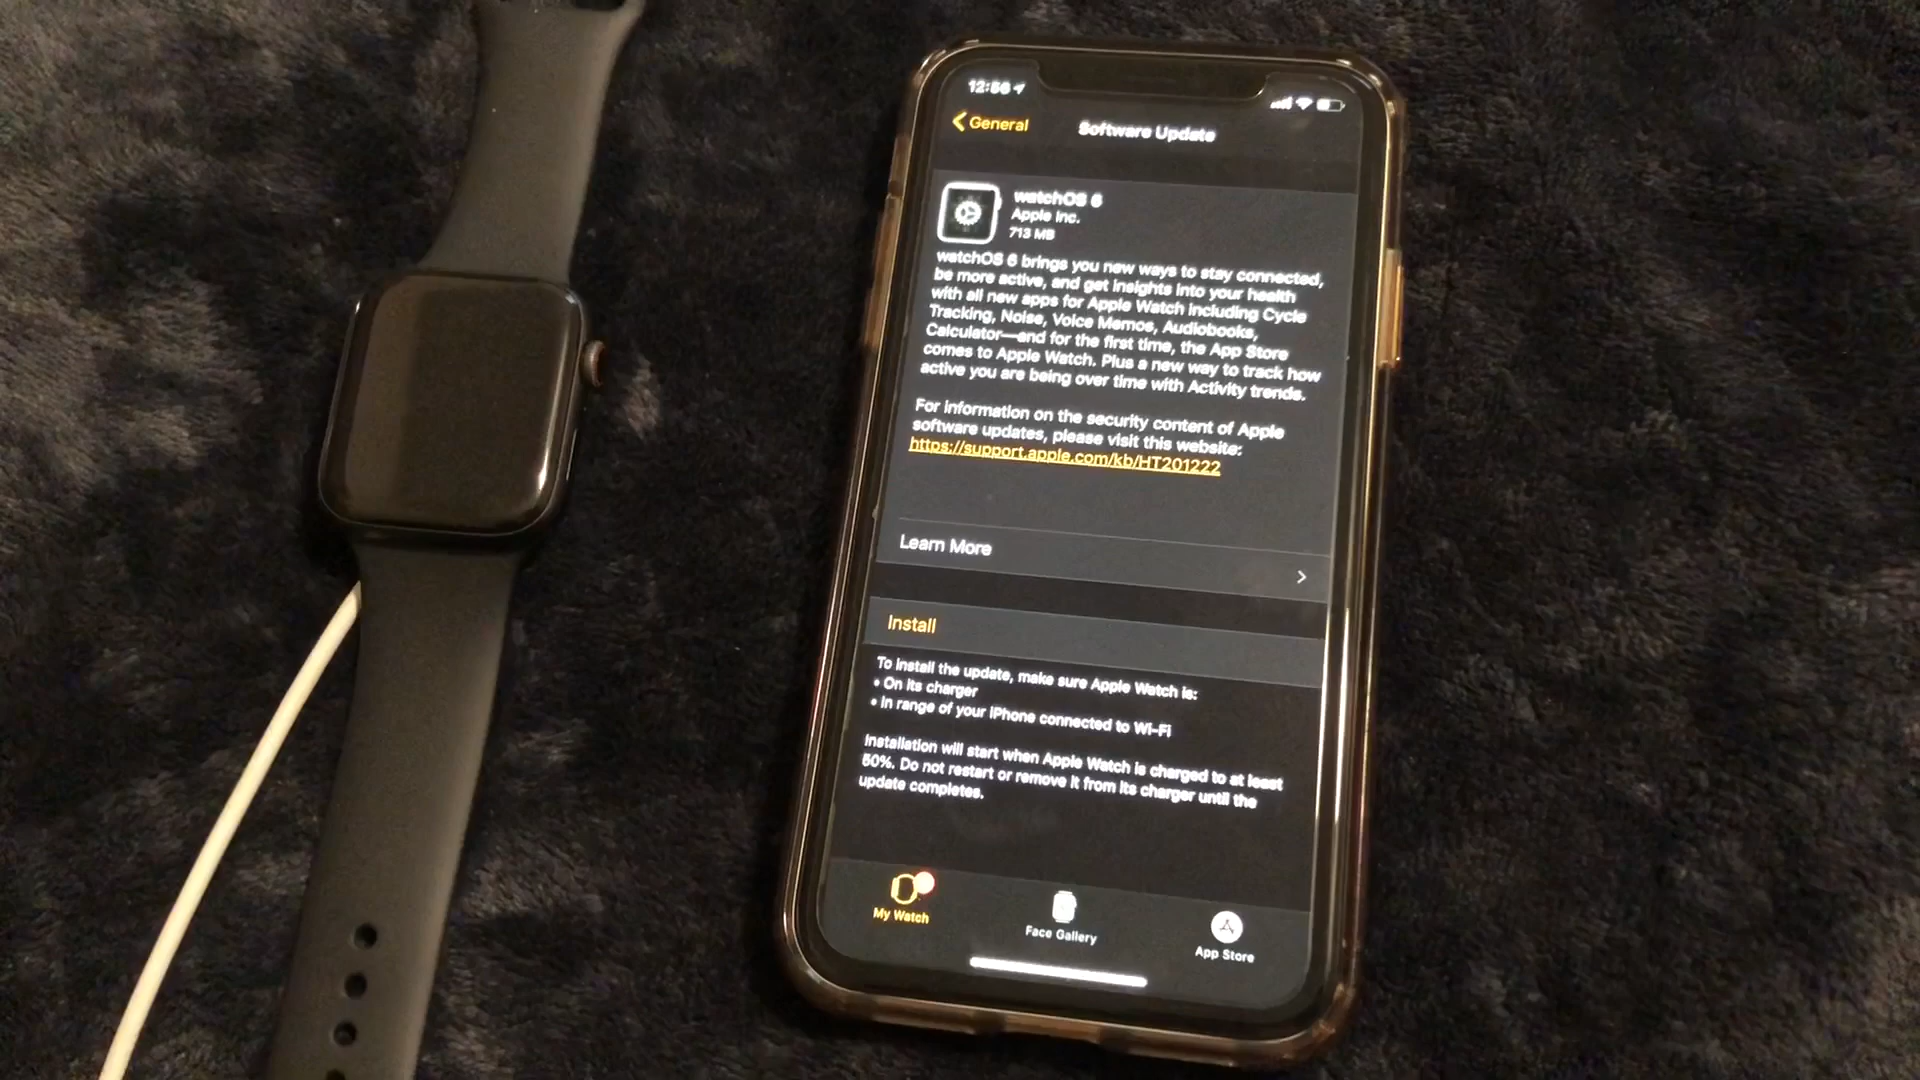 12:56
General
Software Update
watchOS 6
Apple Inc.
713 MB
watchOS 6 brings you new ways to stay connected,
be more active, and get insights into your health
with all new apps for Apple Watch including Cycle
Tracking, Noise, Voice Memos, Audiobooks,
Calculator—and for the first time, the App Store
comes to Apple Watch. Plus a new way to track how
active you are being over time with Activity trends.
For information on the security content of Apple
software updates, please visit this website:
https://support.apple.com/kb/HT201222
Learn More
Install
To install the update, make sure Apple Watch is:
• On its charger
• In range of your iPhone connected to Wi-Fi
Installation will start when Apple Watch is charged to at least
50%. Do not restart or remove it from its charger until the
update completes.
My Watch
Face Gallery
App Store